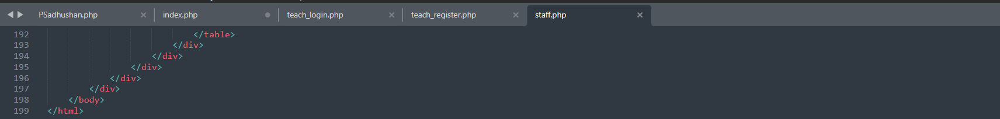 PSadhushan.php index.php teach_login.php teach_register.php staff.php
192 </table>
193 </div>
194 </div>
195 </div>
196 </div>
197 </div>
198 </body>
199 </html>